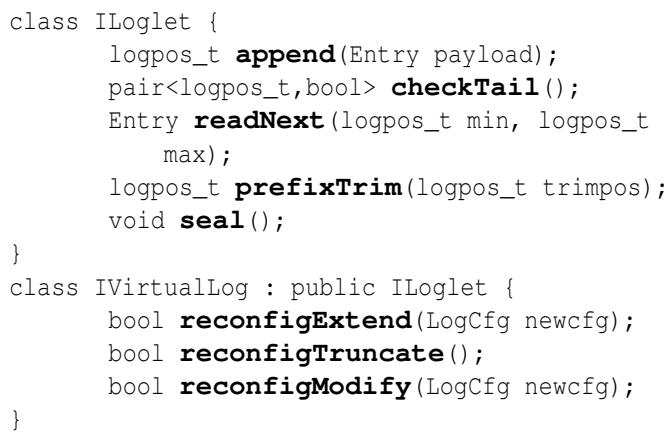 class ILoglet {
logpos_t append(Entry payload);
pair<logpos_t,bool> checkTail();
Entry readNext(logpos_t min, logpos_t
max);
logpos_t prefixTrim(logpos_t trimpos);
void seal();
}
class IVirtualLog : public ILoglet {
bool reconfigExtend(LogCfg newcfg);
bool reconfigTruncate();
bool reconfigModify(LogCfg newcfg);
}